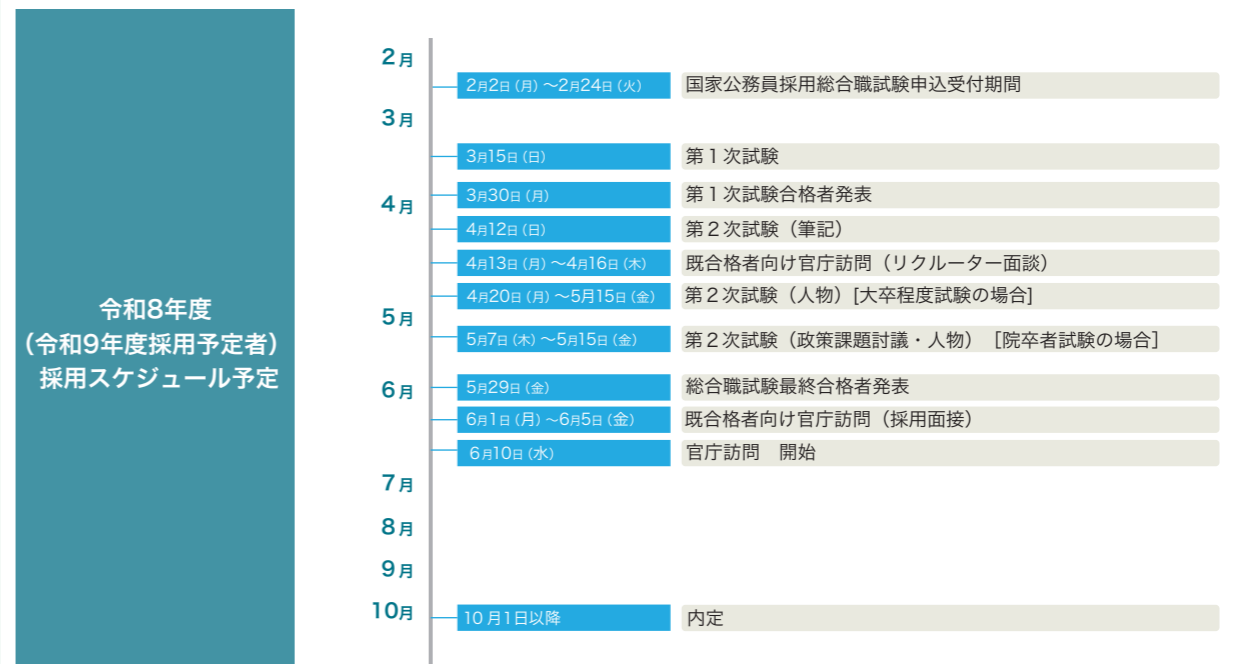 令和8年度
（令和9年度採用予定者）
採用スケジュール予定
2月
2月2日（月）～2月24日（火） 国家公務員採用総合職試験申込受付期間
3月
3月15日（日） 第１次試験
3月30日（月） 第１次試験合格者発表
4月
4月12日（日） 第２次試験（筆記）
4月13日（月）～4月16日（木） 既合格者向け官庁訪問（リクルーター面談）
4月20日（月）～5月15日（金） 第２次試験（人物）[大卒程度試験の場合]
5月
5月7日（木）～5月15日（金） 第２次試験（政策課題討議・人物）［院卒者試験の場合］
6月
5月29日（金） 総合職試験最終合格者発表
6月1日（月）～6月5日（金） 既合格者向け官庁訪問（採用面接）
6月10日（水） 官庁訪問　開始
7月
8月
9月
10月
10月1日以降 内定